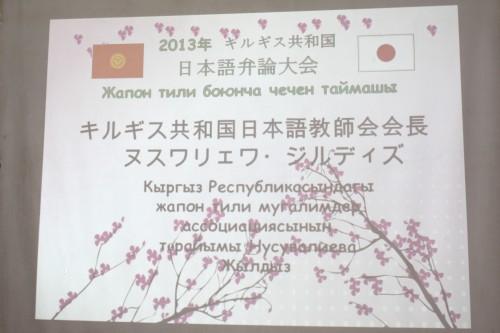 2013年 キルギス共和国
日本語弁論大会
Жапон тили боюнча чечен таймашы
キルギス共和国日本語教師会会長
ヌスワリェワ・ジルディズ
Кыргыз Республикасындагы
жапон тили мугалимдер
ассоциациясынын
төрайымы Нусувалиева
Жылдыз